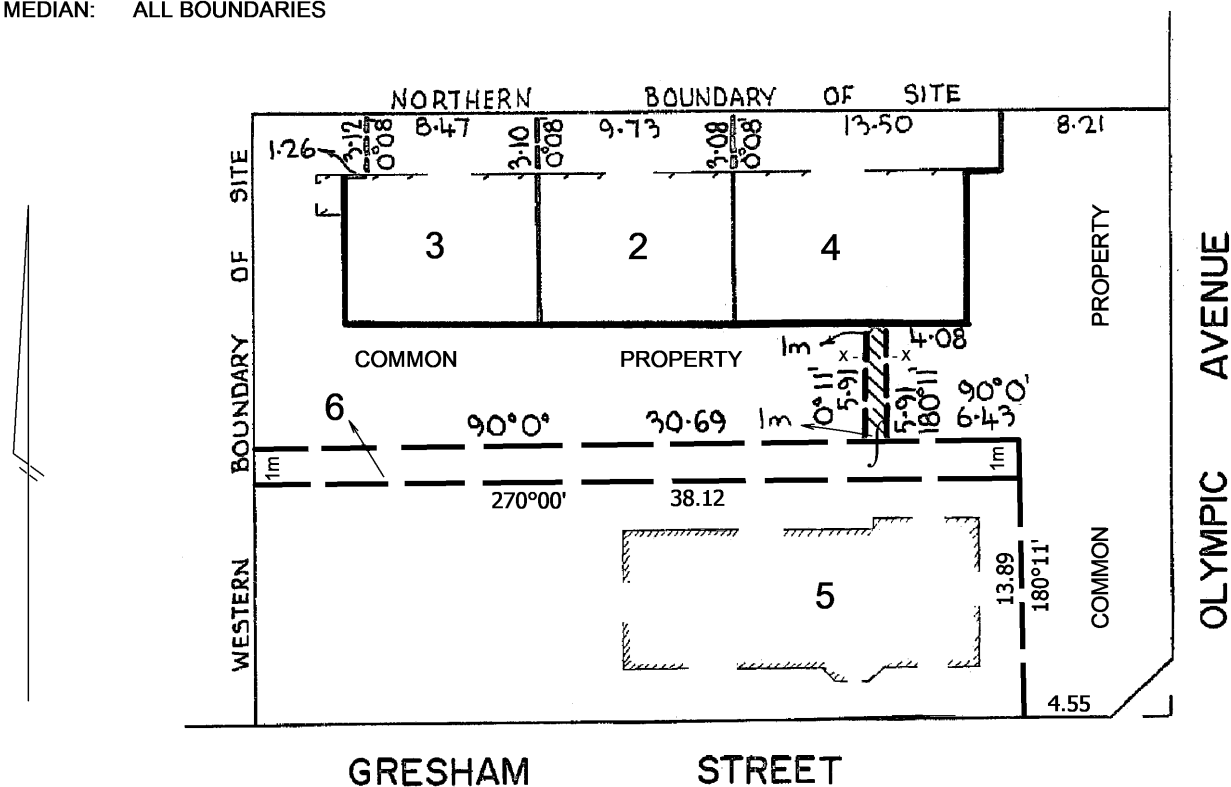 MEDIAN: ALL BOUNDARIES
NORTHERN BOUNDARY OF SITE
3·12
0°08'
8·47
3·10
0°08'
9·73
3·08
0°08'
13·50
8·21
1·26
WESTERN BOUNDARY OF SITE
3
2
4
COMMON PROPERTY
1m
4·08
X - - X
0°11'
5·91
5·91
180°11'
90°0'
6·43
6
90°0°
30·69
1m
1m
1m
270°00'
38.12
5
13.89
180°11'
COMMON PROPERTY
4.55
OLYMPIC AVENUE
GRESHAM STREET